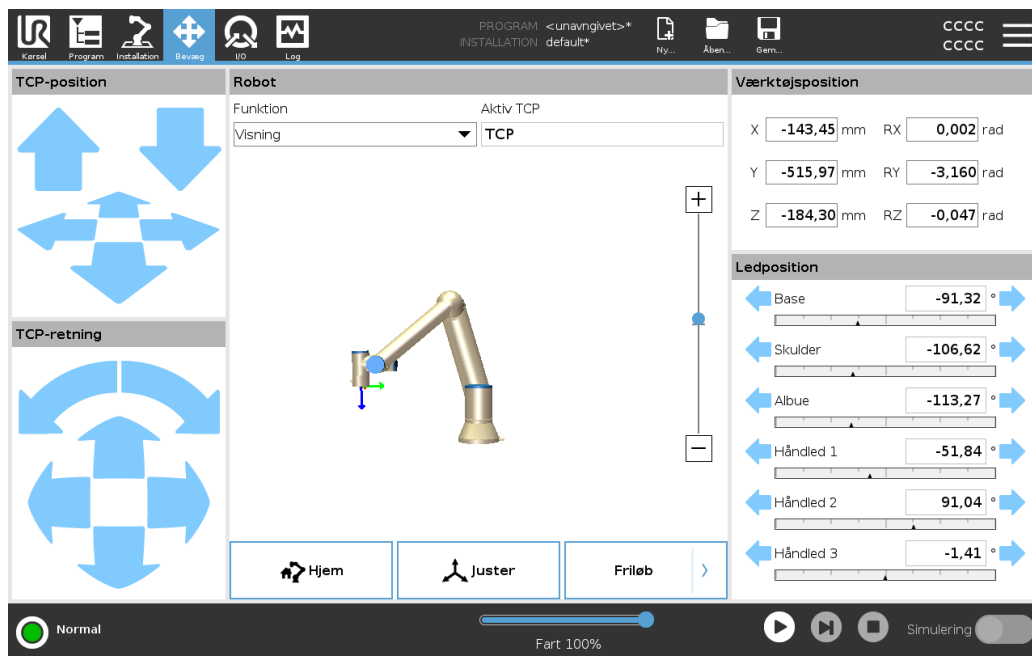 PROGRAM <unavngivet>*
INSTALLATION default*
CCCC
CCCC
UR
Kørsel Program Installation Bevæg I/O Log Ny... Åben... Gem...
TCP-position
Robot
Værktøjsposition
Funktion Aktiv TCP
Visning TCP
X -143,45 mm RX 0,002 rad
Y -515,97 mm RY -3,160 rad
Z -184,30 mm RZ -0,047 rad
+
−
Ledposition
Base -91,32 °
Skulder -106,62 °
Albue -113,27 °
Håndled 1 -51,84 °
Håndled 2 91,04 °
Håndled 3 -1,41 °
TCP-retning
Hjem Juster Friløb
Normal
Fart 100%
Simulering